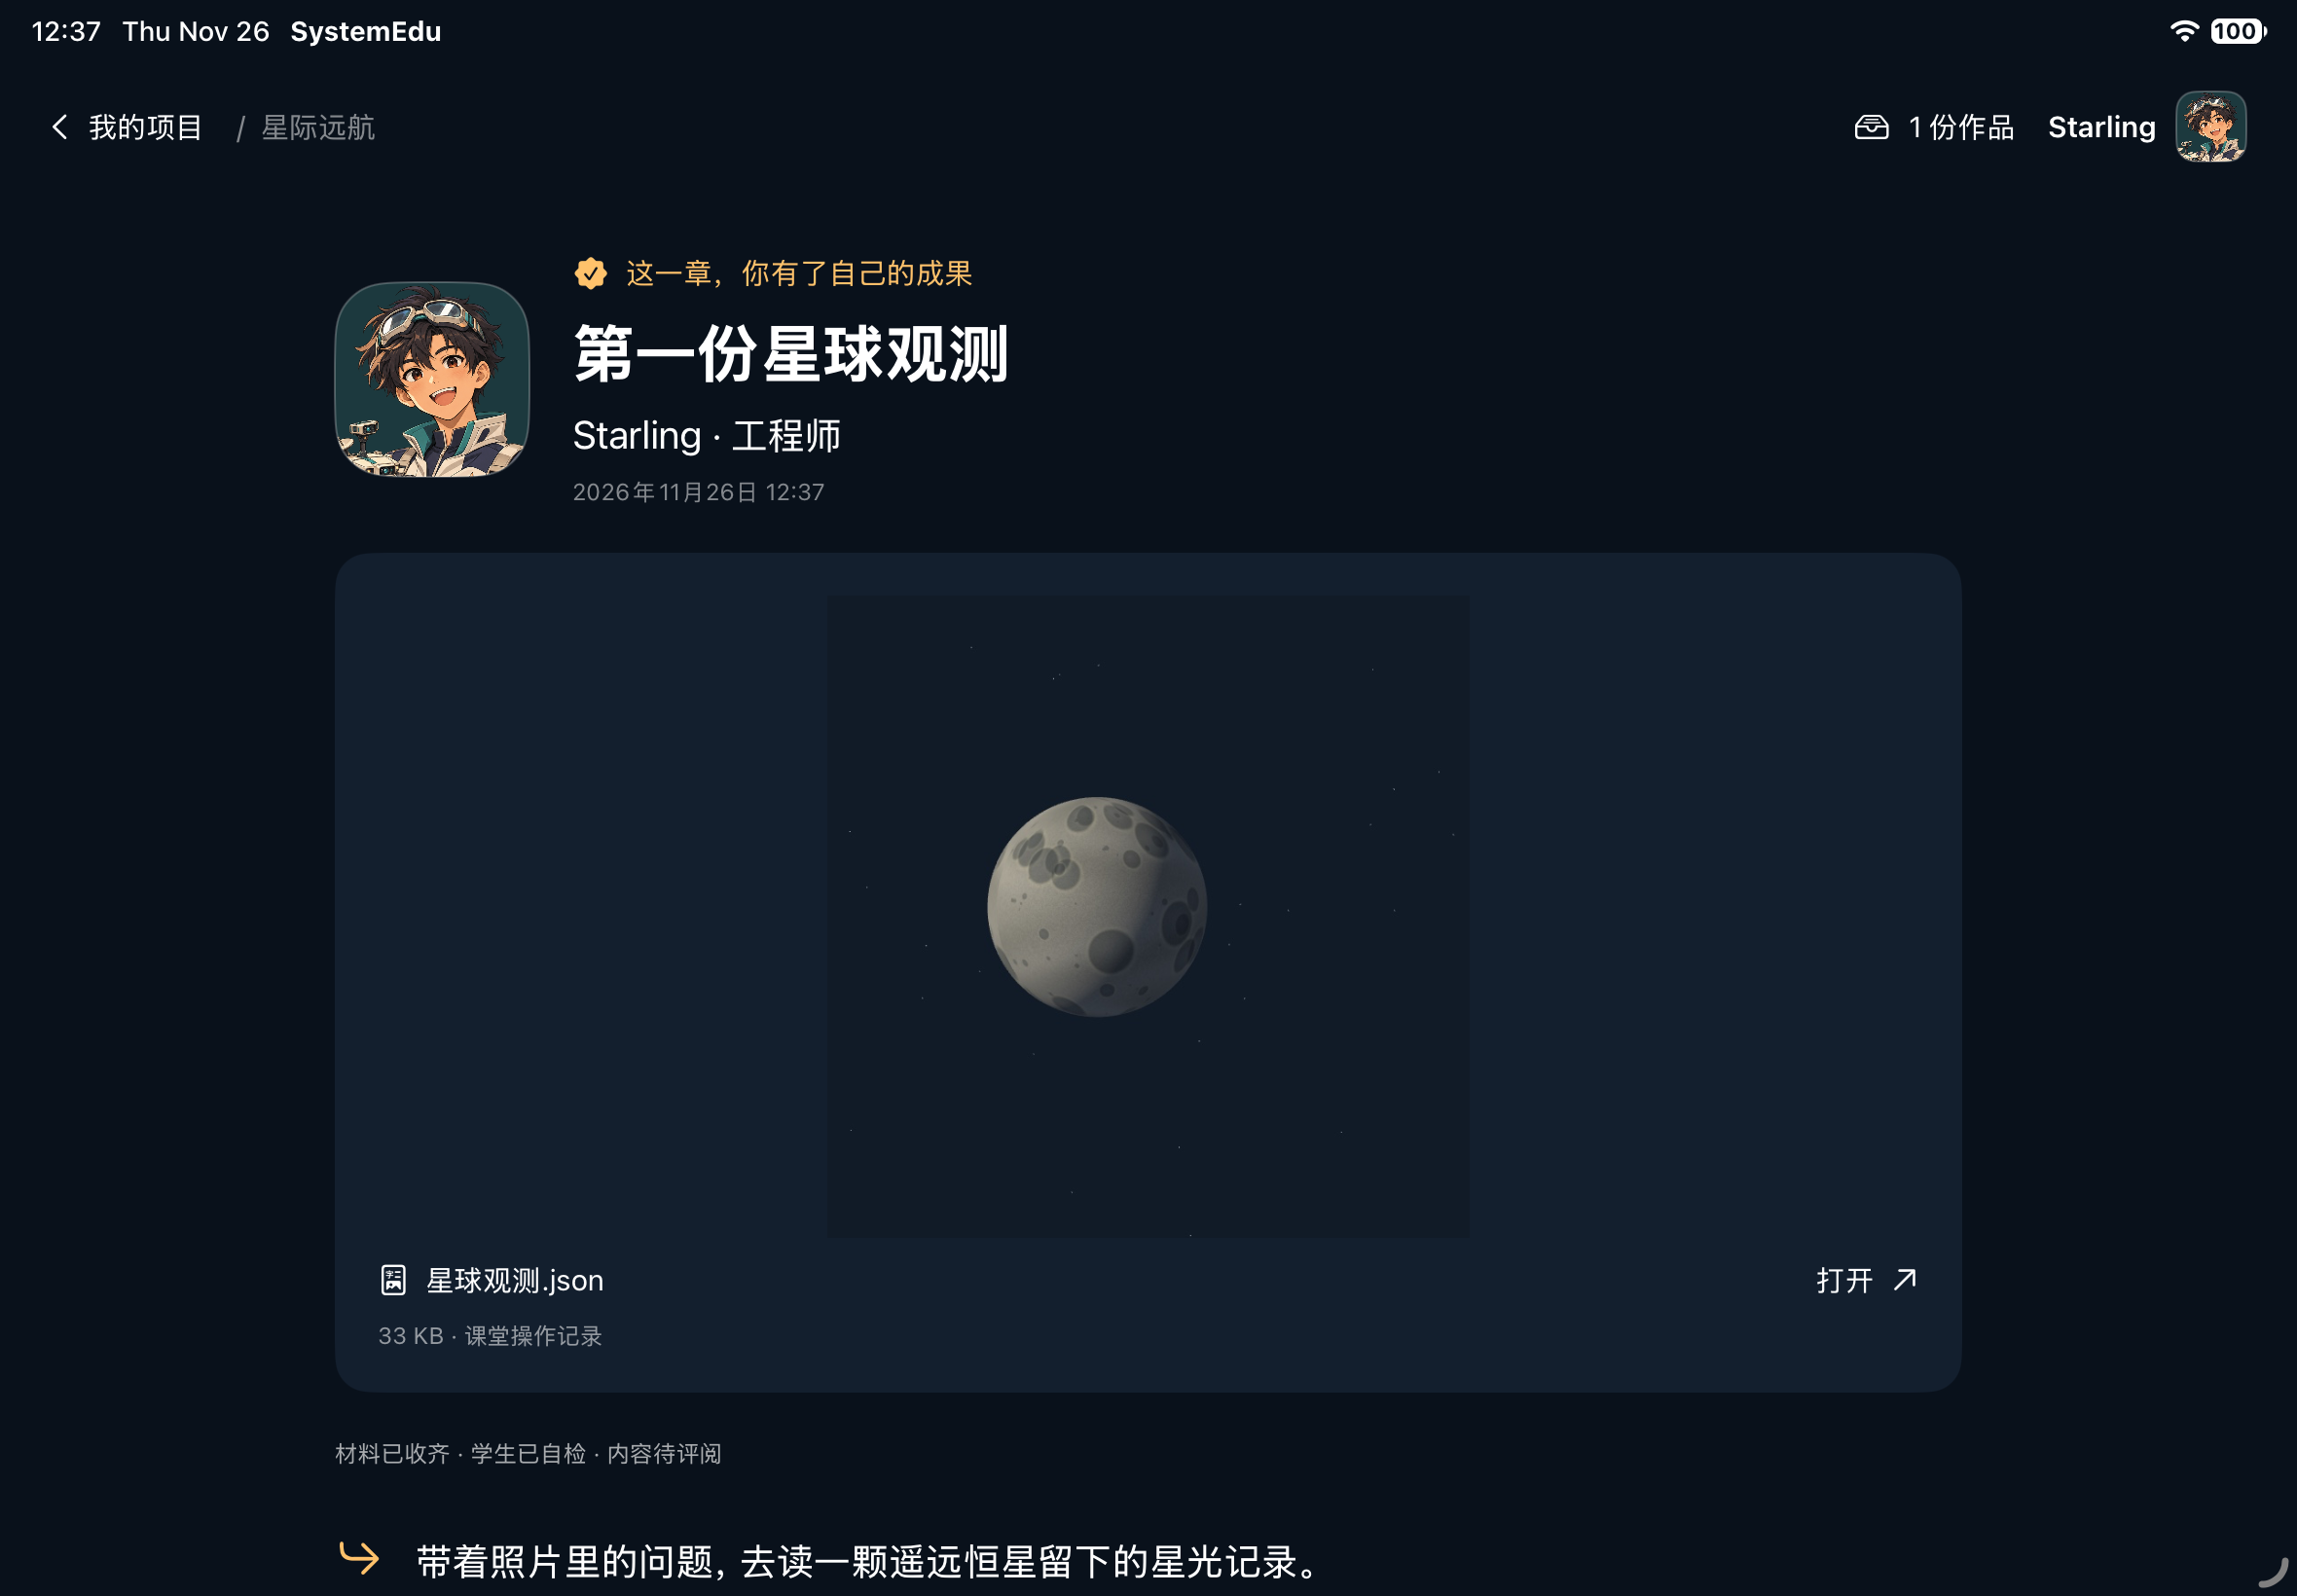 12:37 Thu Nov 26 SystemEdu 100
我的项目 / 星际远航 1 份作品 Starling
这一章，你有了自己的成果
第一份星球观测
Starling · 工程师
2026年11月26日 12:37
星球观测.json 打开
33 KB · 课堂操作记录
材料已收齐 · 学生已自检 · 内容待评阅
带着照片里的问题，去读一颗遥远恒星留下的星光记录。